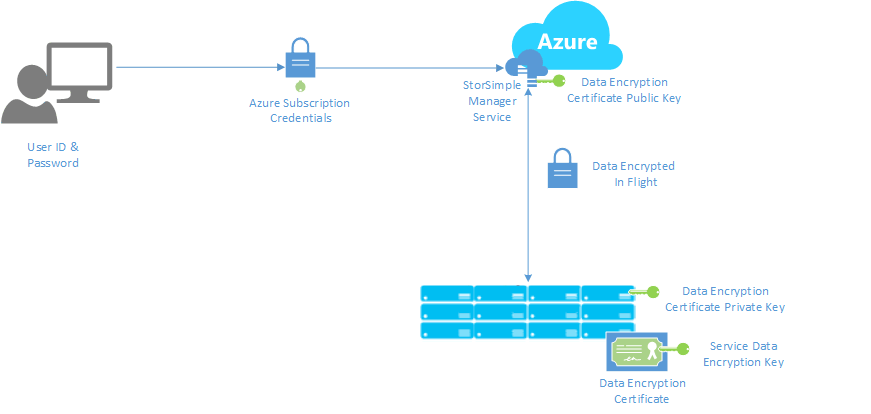 Azure
StorSimple
Manager
Service
Data Encryption
Certificate Public Key
Azure Subscription
Credentials
User ID &
Password
Data Encrypted
In Flight
Data Encryption
Certificate Private Key
Service Data
Encryption Key
Data Encryption
Certificate